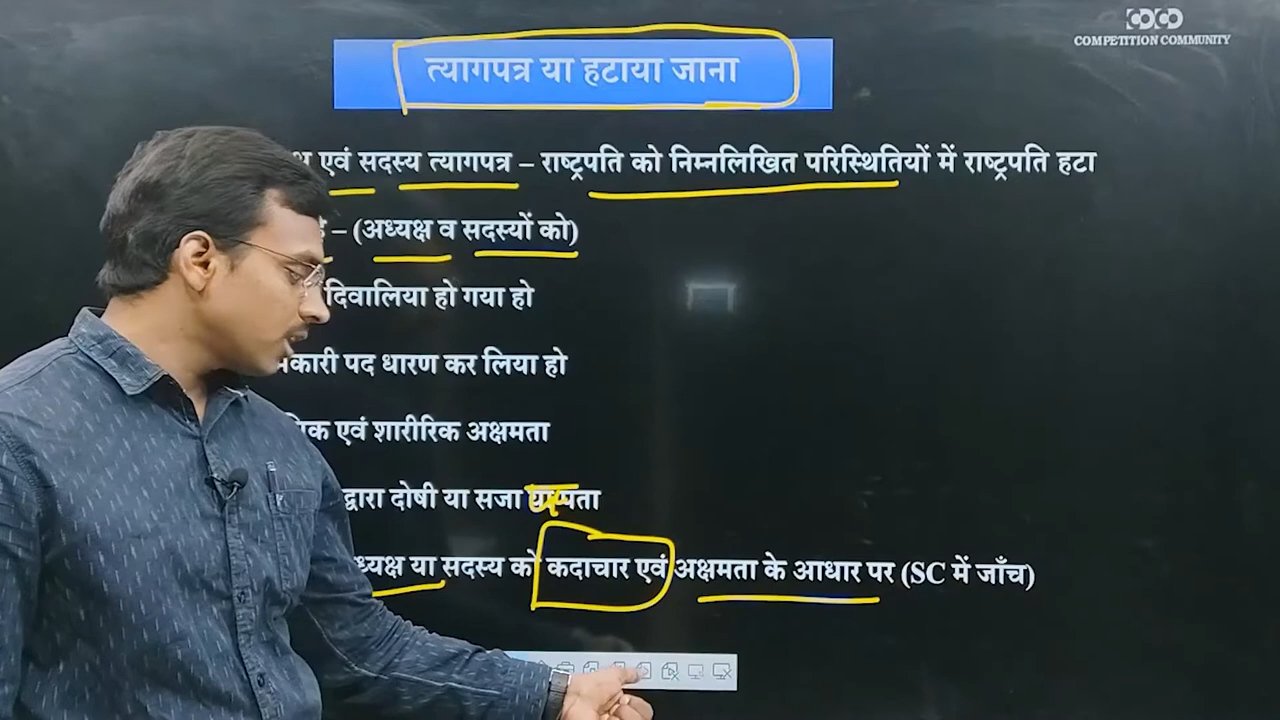 COCO
COMPETITION COMMUNITY
त्यागपत्र या हटाया जाना
एवं सदस्य त्यागपत्र – राष्ट्रपति को निम्नलिखित परिस्थितियों में राष्ट्रपति हटा
– (अध्यक्ष व सदस्यों को)
दिवालिया हो गया हो
पद धारण कर लिया हो
एवं शारीरिक अक्षमता
द्वारा दोषी या सजा
या सदस्य को कदाचार एवं अक्षमता के आधार पर (SC में जाँच)